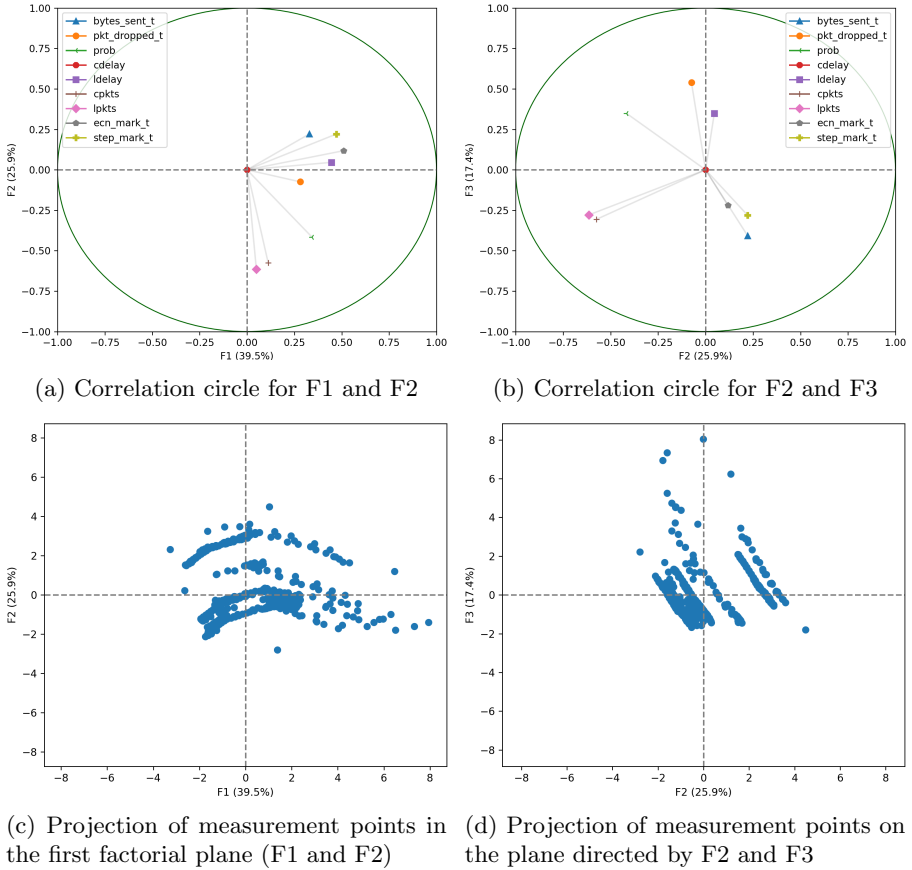 1.00
0.75
0.50
0.25
0.00
−0.25
−0.50
−0.75
−1.00
F2 (25.9%)
bytes_sent_t
pkt_dropped_t
prob
cdelay
ldelay
cpkts
lpkts
ecn_mark_t
step_mark_t
−1.00 −0.75 −0.50 −0.25 0.00 0.25 0.50 0.75 1.00
F1 (39.5%)
(a) Correlation circle for F1 and F2
1.00
0.75
0.50
0.25
0.00
−0.25
−0.50
−0.75
−1.00
F3 (17.4%)
bytes_sent_t
pkt_dropped_t
prob
cdelay
ldelay
cpkts
lpkts
ecn_mark_t
step_mark_t
−1.00 −0.75 −0.50 −0.25 0.00 0.25 0.50 0.75 1.00
F2 (25.9%)
(b) Correlation circle for F2 and F3
8
6
4
2
0
−2
−4
−6
−8
F2 (25.9%)
−8 −6 −4 −2 0 2 4 6 8
F1 (39.5%)
(c) Projection of measurement points in
the first factorial plane (F1 and F2)
8
6
4
2
0
−2
−4
−6
−8
F3 (17.4%)
−8 −6 −4 −2 0 2 4 6 8
F2 (25.9%)
(d) Projection of measurement points on
the plane directed by F2 and F3